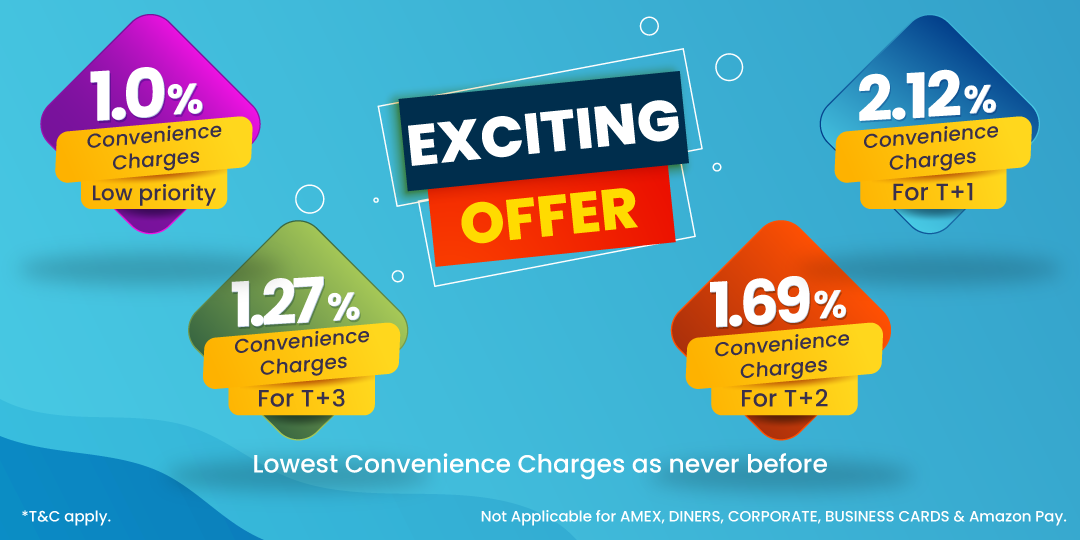 1.0%
Convenience
Charges
Low priority
EXCITING
OFFER
2.12%
Convenience
Charges
For T+1
1.27%
Convenience
Charges
For T+3
1.69%
Convenience
Charges
For T+2
Lowest Convenience Charges as never before
*T&C apply.
Not Applicable for AMEX, DINERS, CORPORATE, BUSINESS CARDS & Amazon Pay.